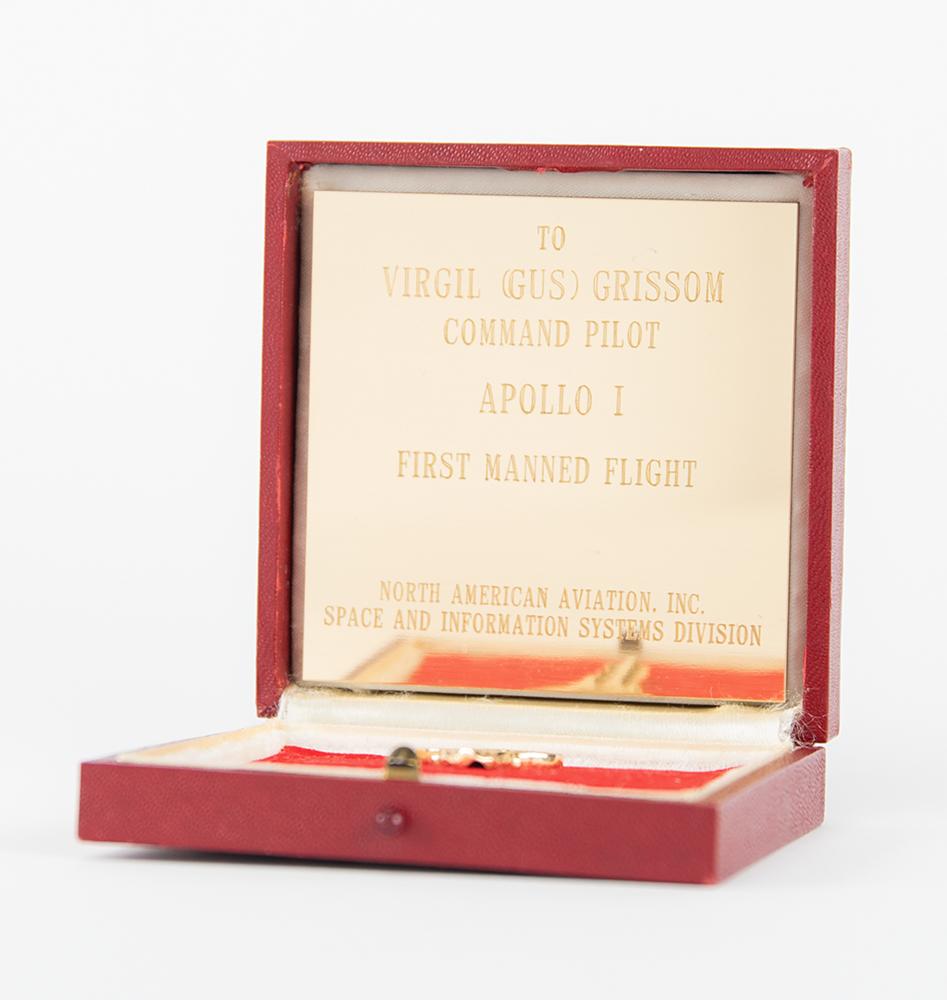 TO
VIRGIL (GUS) GRISSOM
COMMAND PILOT
APOLLO I
FIRST MANNED FLIGHT
NORTH AMERICAN AVIATION, INC.
SPACE AND INFORMATION SYSTEMS DIVISION